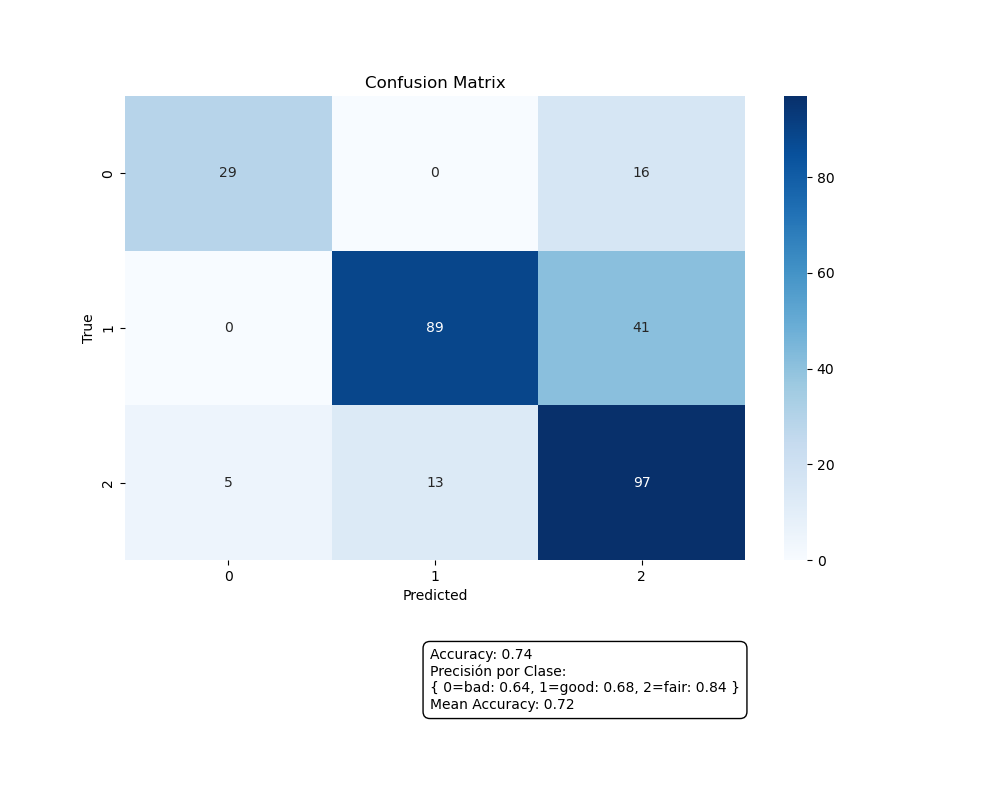 Confusion Matrix
0 29 0 16
1 0 89 41
2 5 13 97
0 1 2
True
Predicted
80
60
40
20
0
Accuracy: 0.74
Precisión por Clase:
{ 0=bad: 0.64, 1=good: 0.68, 2=fair: 0.84 }
Mean Accuracy: 0.72